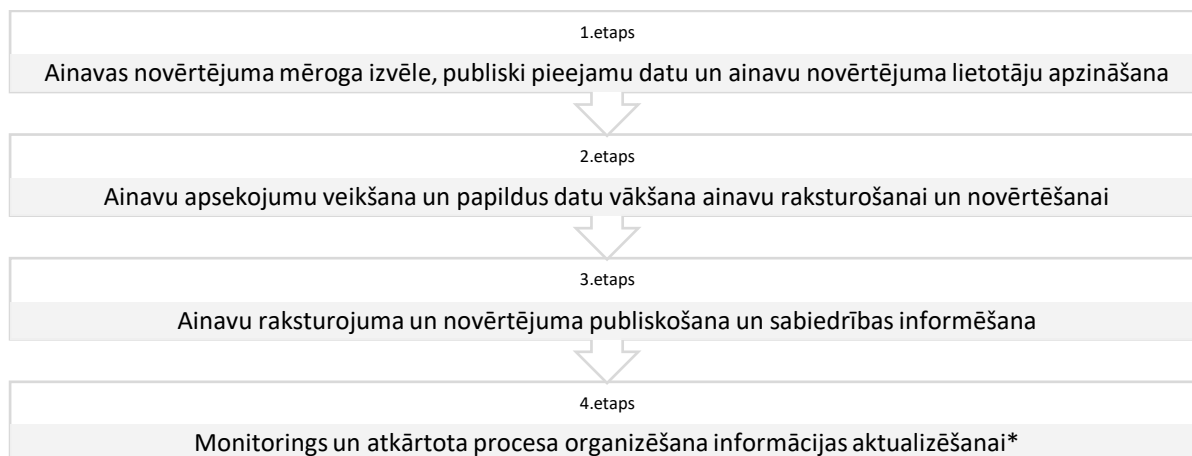 1.etaps
Ainavas novērtējuma mēroga izvēle, publiski pieejamu datu un ainavu novērtējuma lietotāju apzināšana
2.etaps
Ainavu apsekojumu veikšana un papildus datu vākšana ainavu raksturošanai un novērtēšanai
3.etaps
Ainavu raksturojuma un novērtējuma publiskošana un sabiedrības informēšana
4.etaps
Monitorings un atkārtota procesa organizēšana informācijas aktualizēšanai*